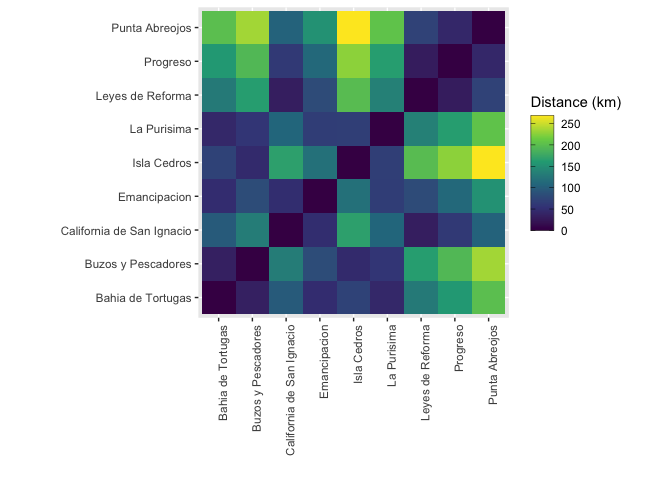 Punta Abreojos
Progreso
Leyes de Reforma
La Purisima
Isla Cedros
Emancipacion
California de San Ignacio
Buzos y Pescadores
Bahia de Tortugas
Bahia de Tortugas
Buzos y Pescadores
California de San Ignacio
Emancipacion
Isla Cedros
La Purisima
Leyes de Reforma
Progreso
Punta Abreojos
Distance (km)
250
200
150
100
50
0